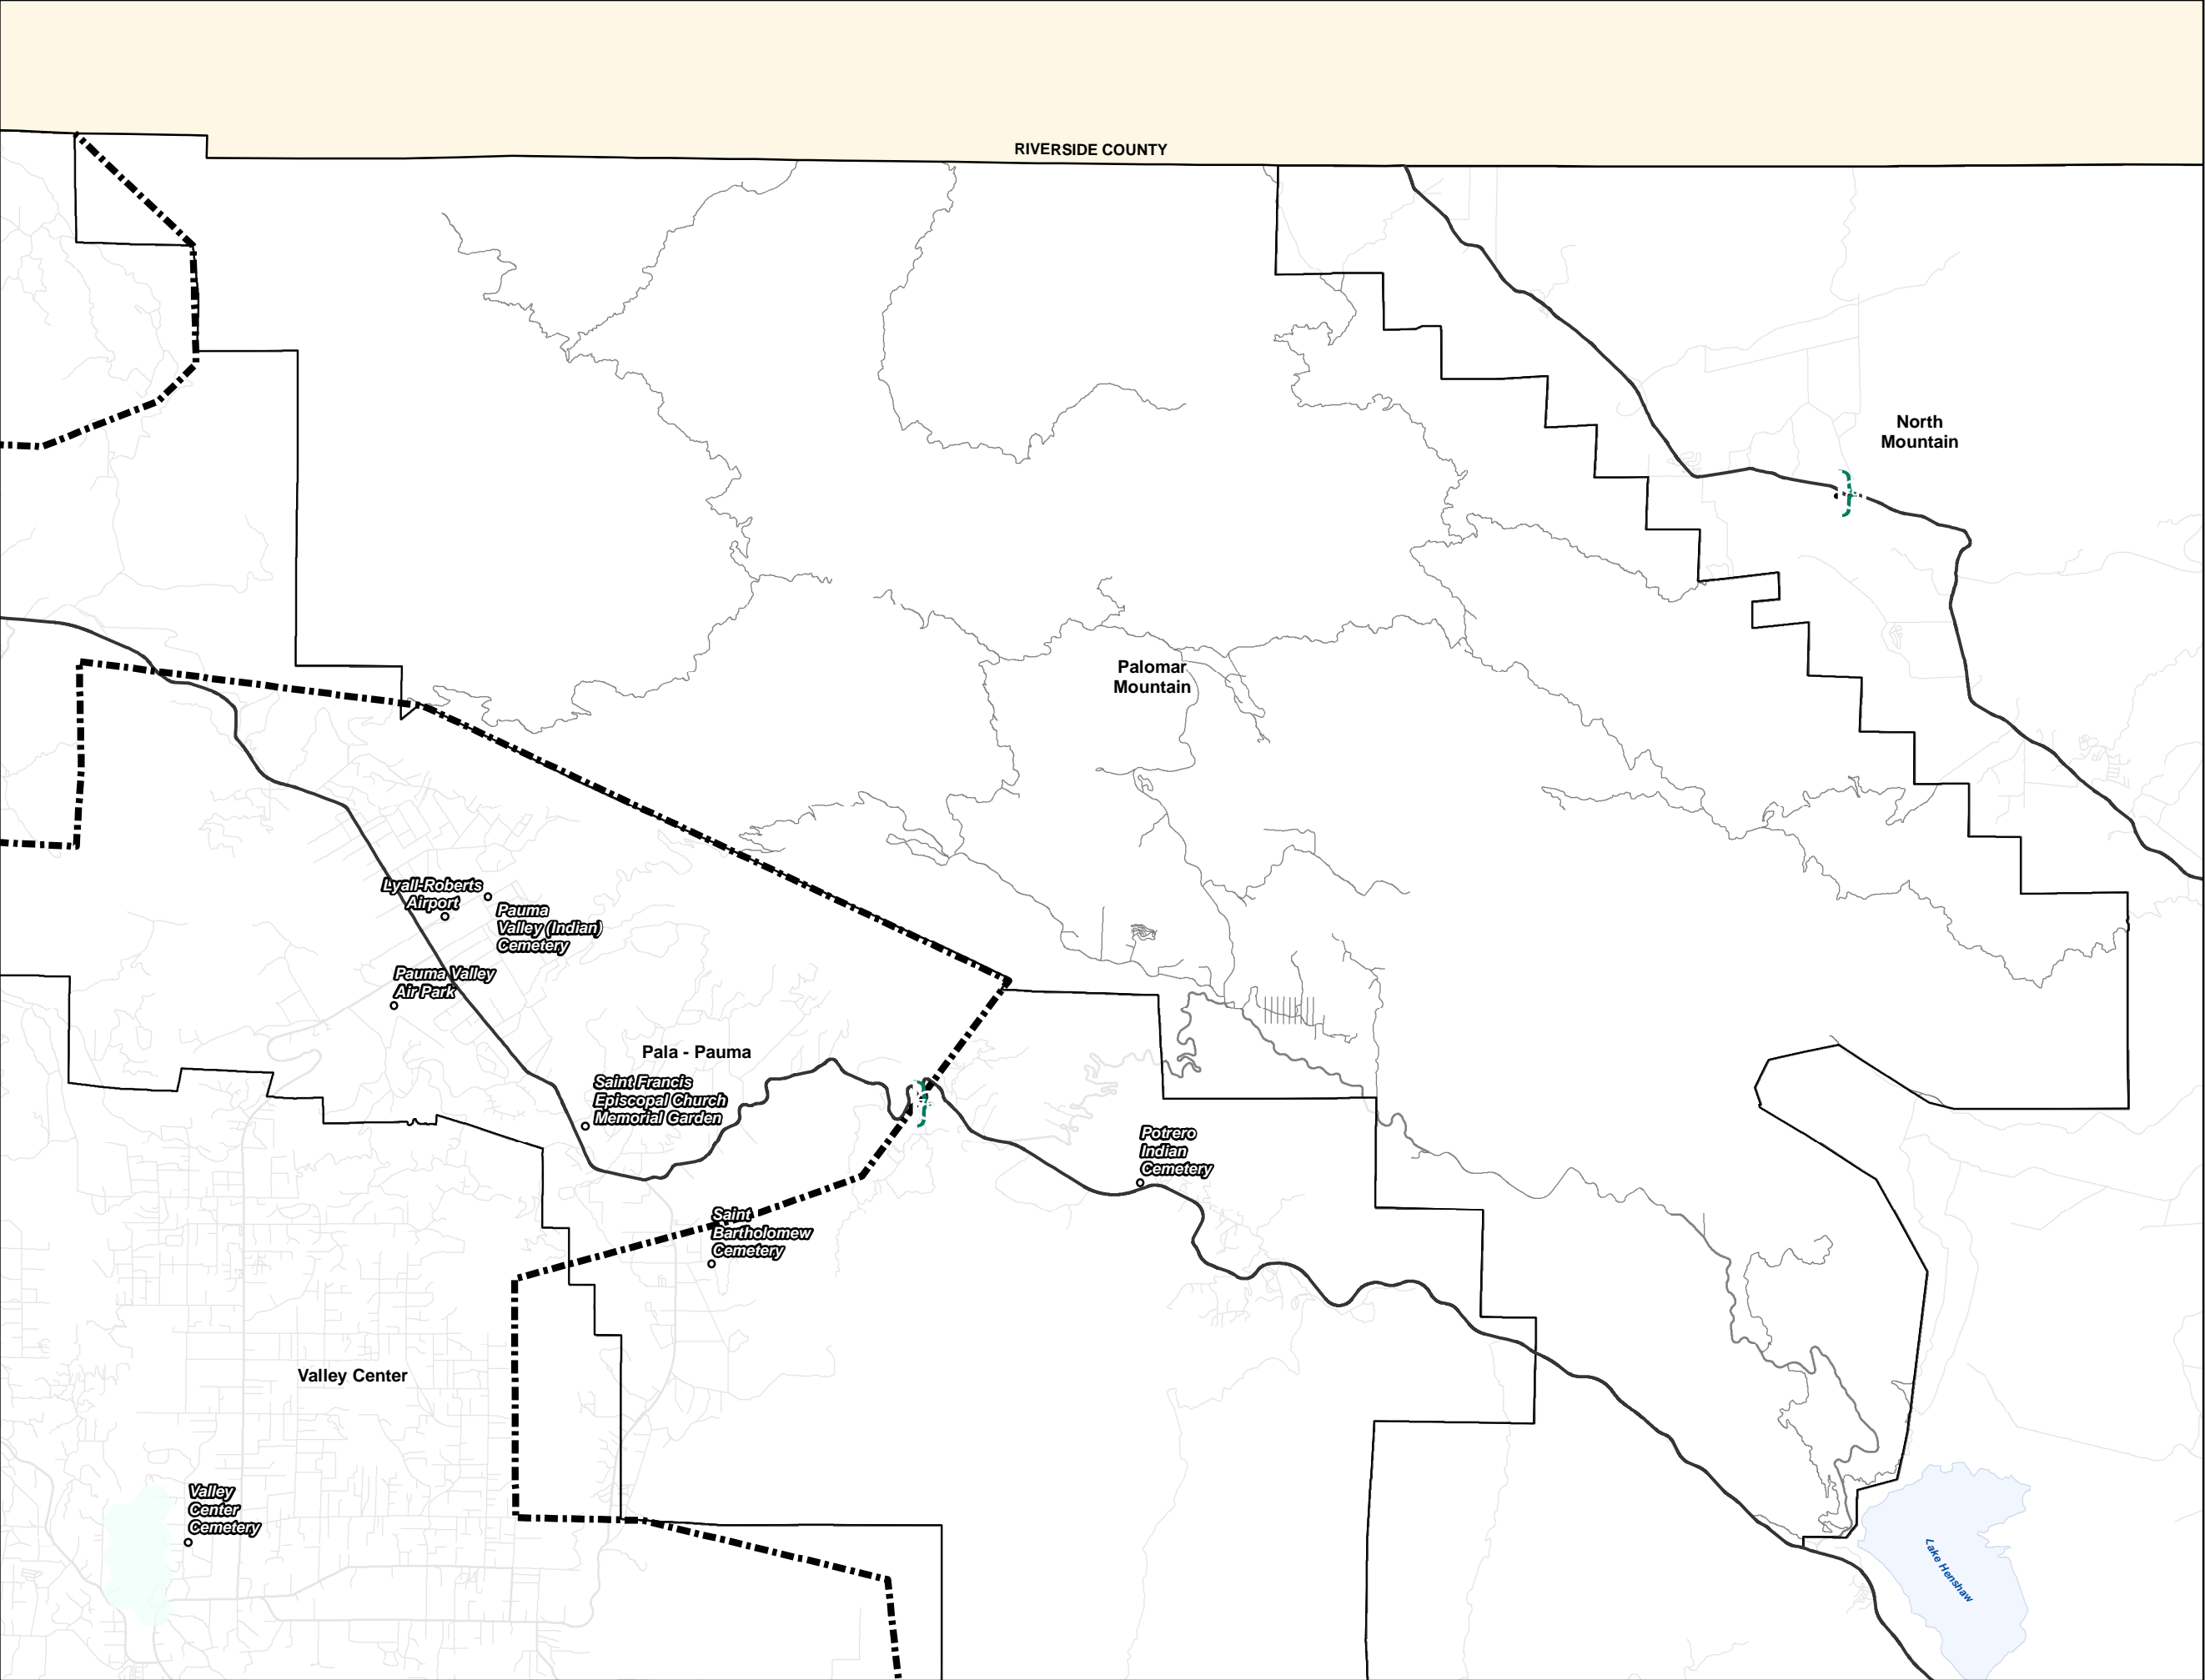 RIVERSIDE COUNTY
North
Mountain
Palomar
Mountain
Lyall-Roberts
Airport
Pauma
Valley (Indian)
Cemetery
Pauma Valley
Air Park
Pala - Pauma
Saint Francis
Episcopal Church
Memorial Garden
Potrero
Indian
Cemetery
Saint
Bartholomew
Cemetery
Valley Center
Valley
Center
Cemetery
Lake Henshaw